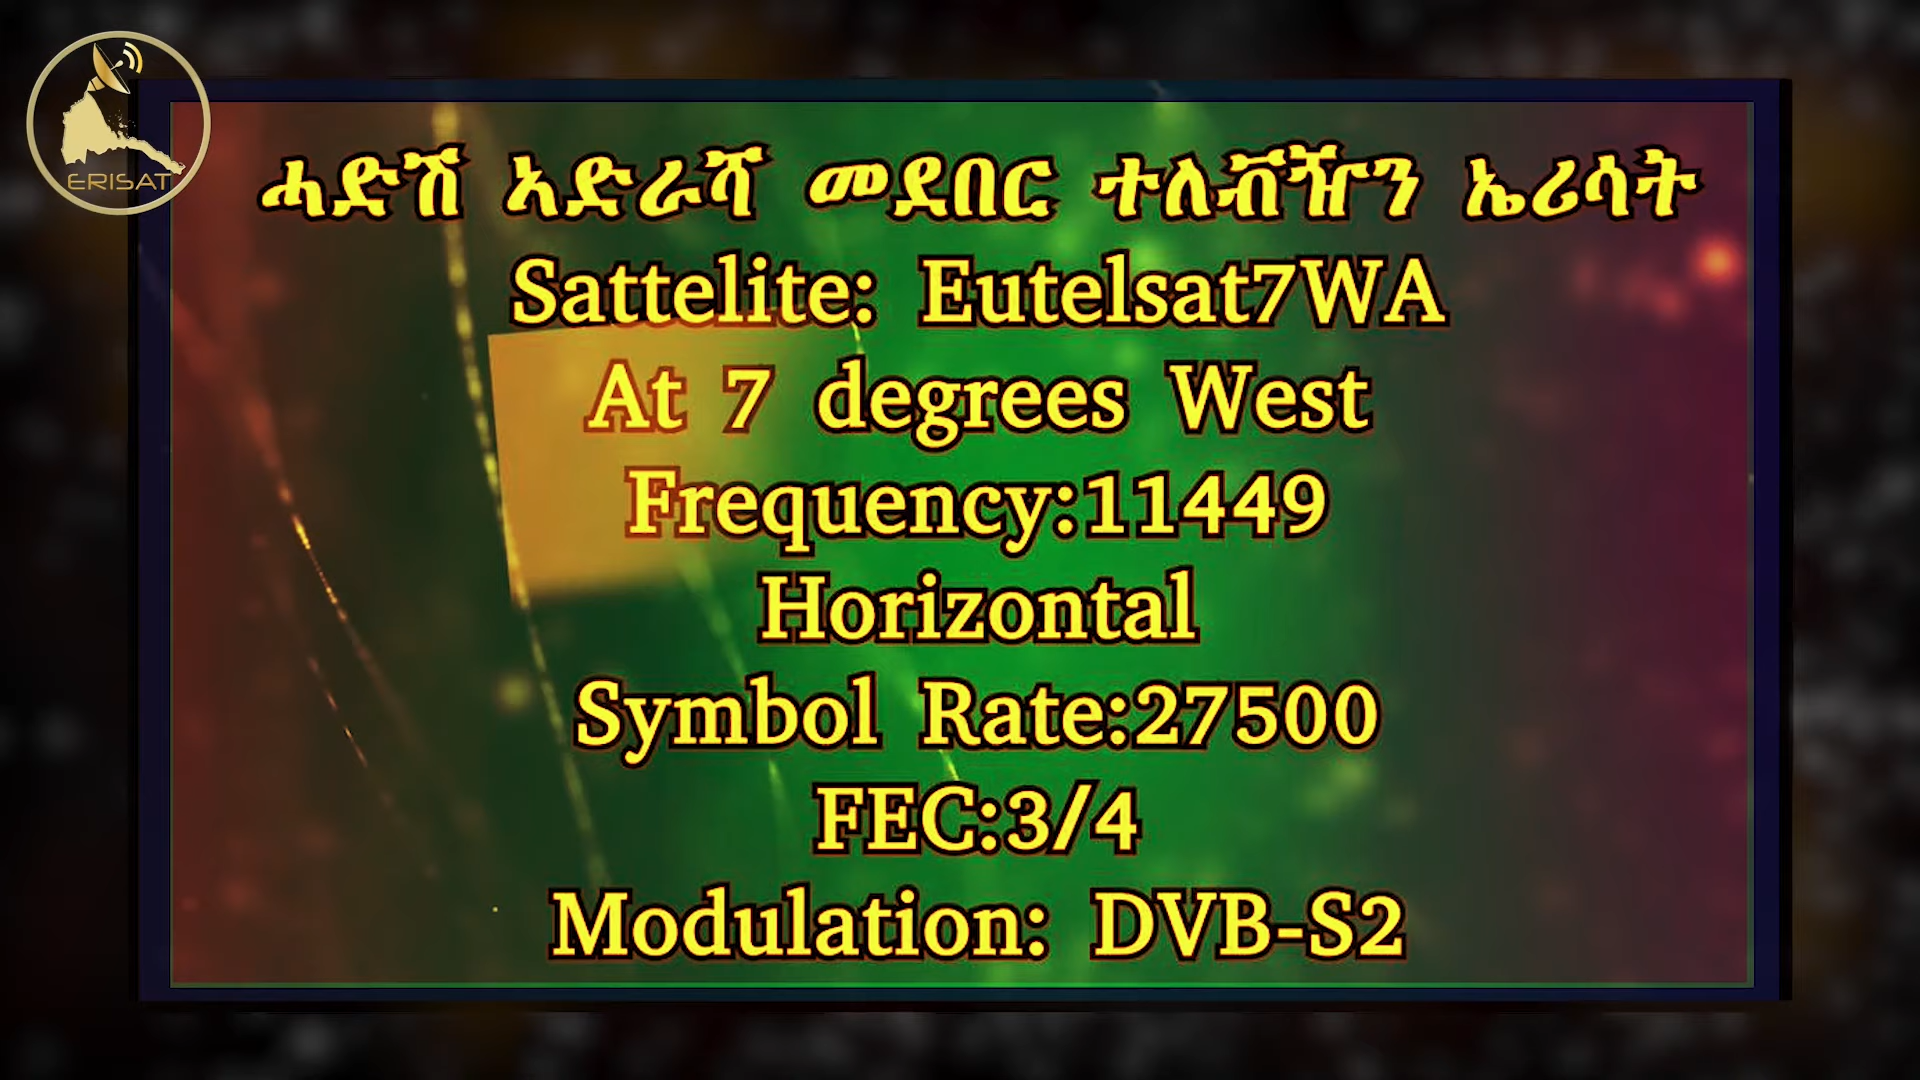 ERISAT
ሓድሽ ኣድራሻ መደበር ተለቭዥን ኤሪሳት
Sattelite: Eutelsat7WA
At 7 degrees West
Frequency:11449
Horizontal
Symbol Rate:27500
FEC:3/4
Modulation: DVB-S2